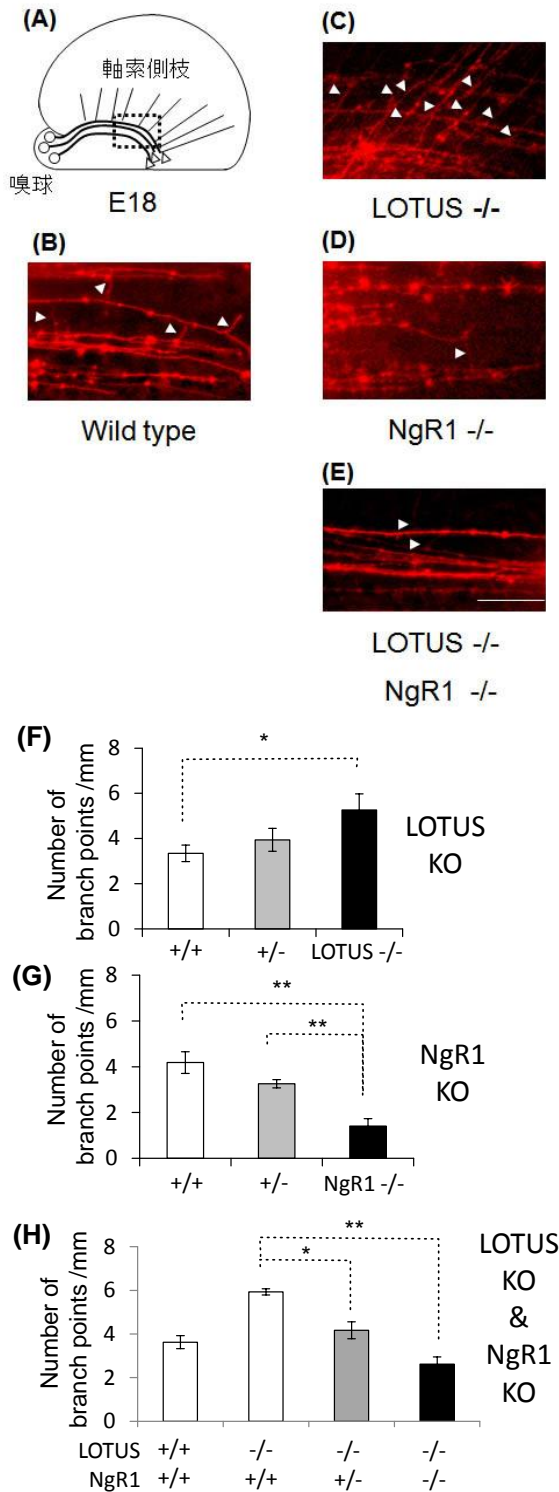 (A)
軸索側枝
嗅球
E18
(B)
Wild type
(C)
LOTUS -/-
(D)
NgR1 -/-
(E)
LOTUS -/-
NgR1 -/-
(F)
Number of
branch points /mm
8
6
4
2
0
*
+/+ +/- LOTUS -/-
LOTUS
KO
(G)
Number of
branch points /mm
8
6
4
2
0
**
**
+/+ +/- NgR1 -/-
NgR1
KO
(H)
Number of
branch points /mm
8
6
4
2
0
**
*
LOTUS +/+ -/- -/- -/-
NgR1 +/+ +/+ +/- -/-
LOTUS
KO
&
NgR1
KO